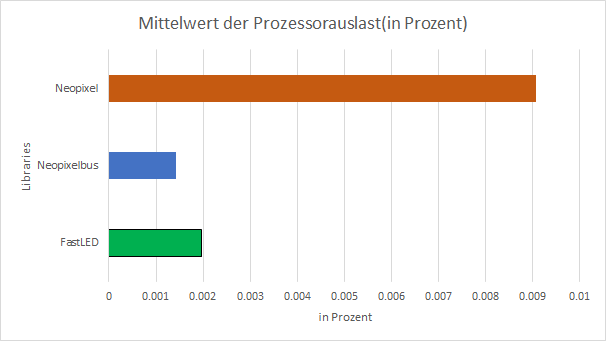 Mittelwert der Prozessorauslast(in Prozent)
Neopixel
Neopixelbus
FastLED
Libraries
0 0.001 0.002 0.003 0.004 0.005 0.006 0.007 0.008 0.009 0.01
in Prozent